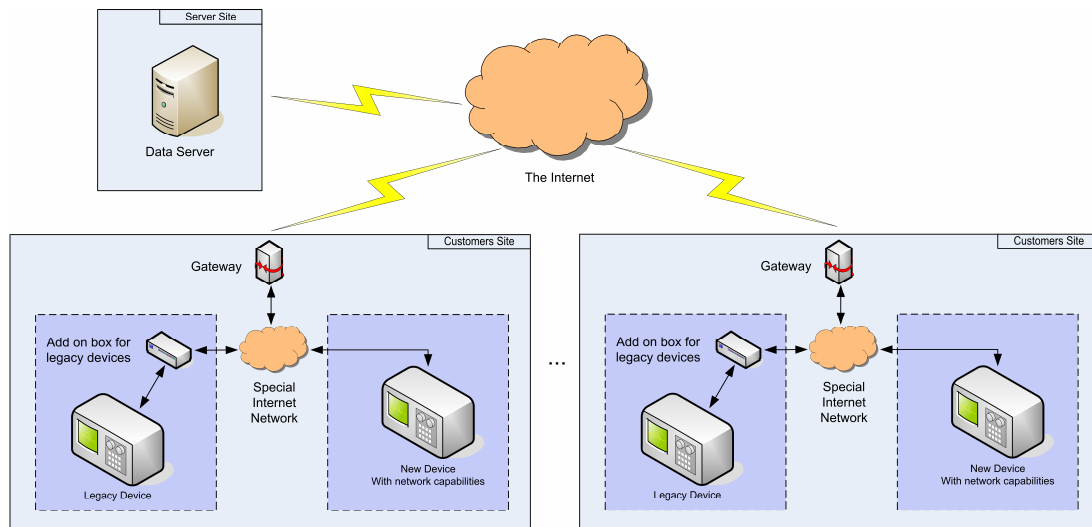 Server Site
Data Server
The Internet
Customers Site
Gateway
Add on box for
legacy devices
Special
Internet
Network
Legacy Device
New Device
With network capabilities
...
Customers Site
Gateway
Add on box for
legacy devices
Special
Internet
Network
Legacy Device
New Device
With network capabilities